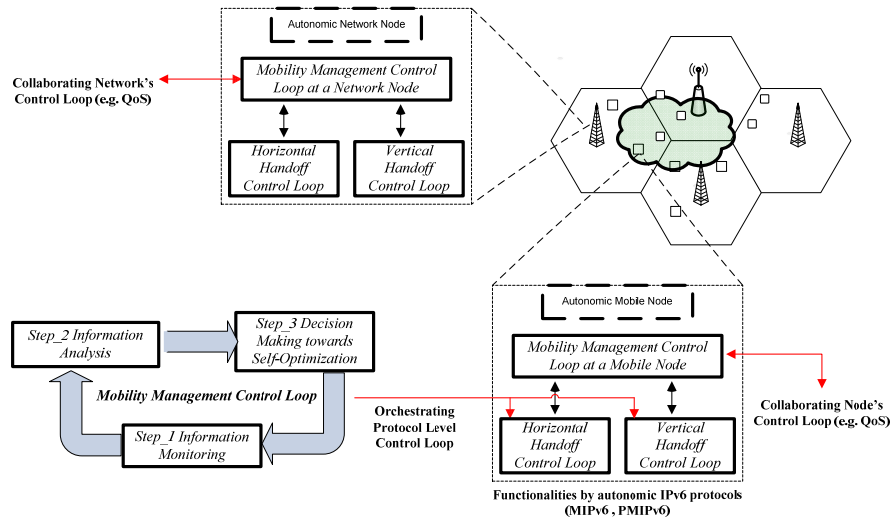 Autonomic Network Node
Mobility Management Control
Loop at a Network Node
Collaborating Network's
Control Loop (e.g. QoS)
Horizontal
Handoff
Control Loop
Vertical
Handoff
Control Loop
Autonomic Mobile Node
Mobility Management Control
Loop at a Mobile Node
Collaborating Node's
Control Loop (e.g. QoS)
Horizontal
Handoff
Control Loop
Vertical
Handoff
Control Loop
Functionalities by autonomic IPv6 protocols
(MIPv6 , PMIPv6)
Step_2 Information
Analysis
Step_3 Decision
Making towards
Self-Optimization
Mobility Management Control Loop
Step_1 Information
Monitoring
Orchestrating
Protocol Level
Control Loop